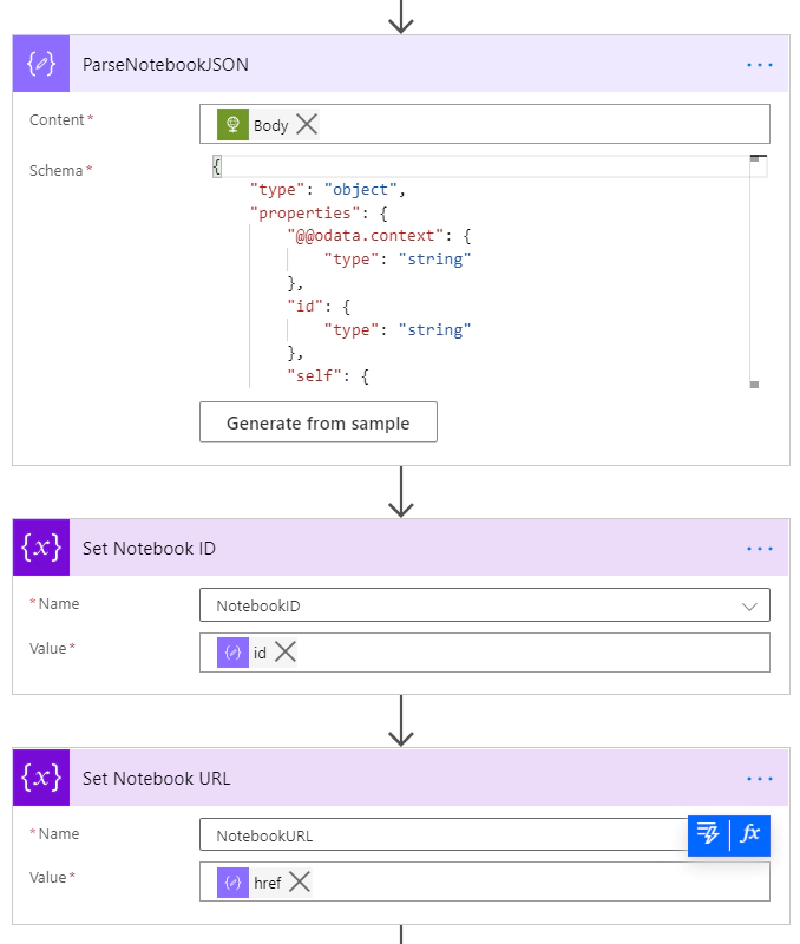 ParseNotebookJSON
Content*
Body
Schema*
{
"type": "object",
"properties": {
"@@odata.context": {
"type": "string"
},
"id": {
"type": "string"
},
"self": {
Generate from sample
{x} Set Notebook ID
*Name
NotebookID
Value*
id
{x} Set Notebook URL
*Name
NotebookURL
fx
Value*
href